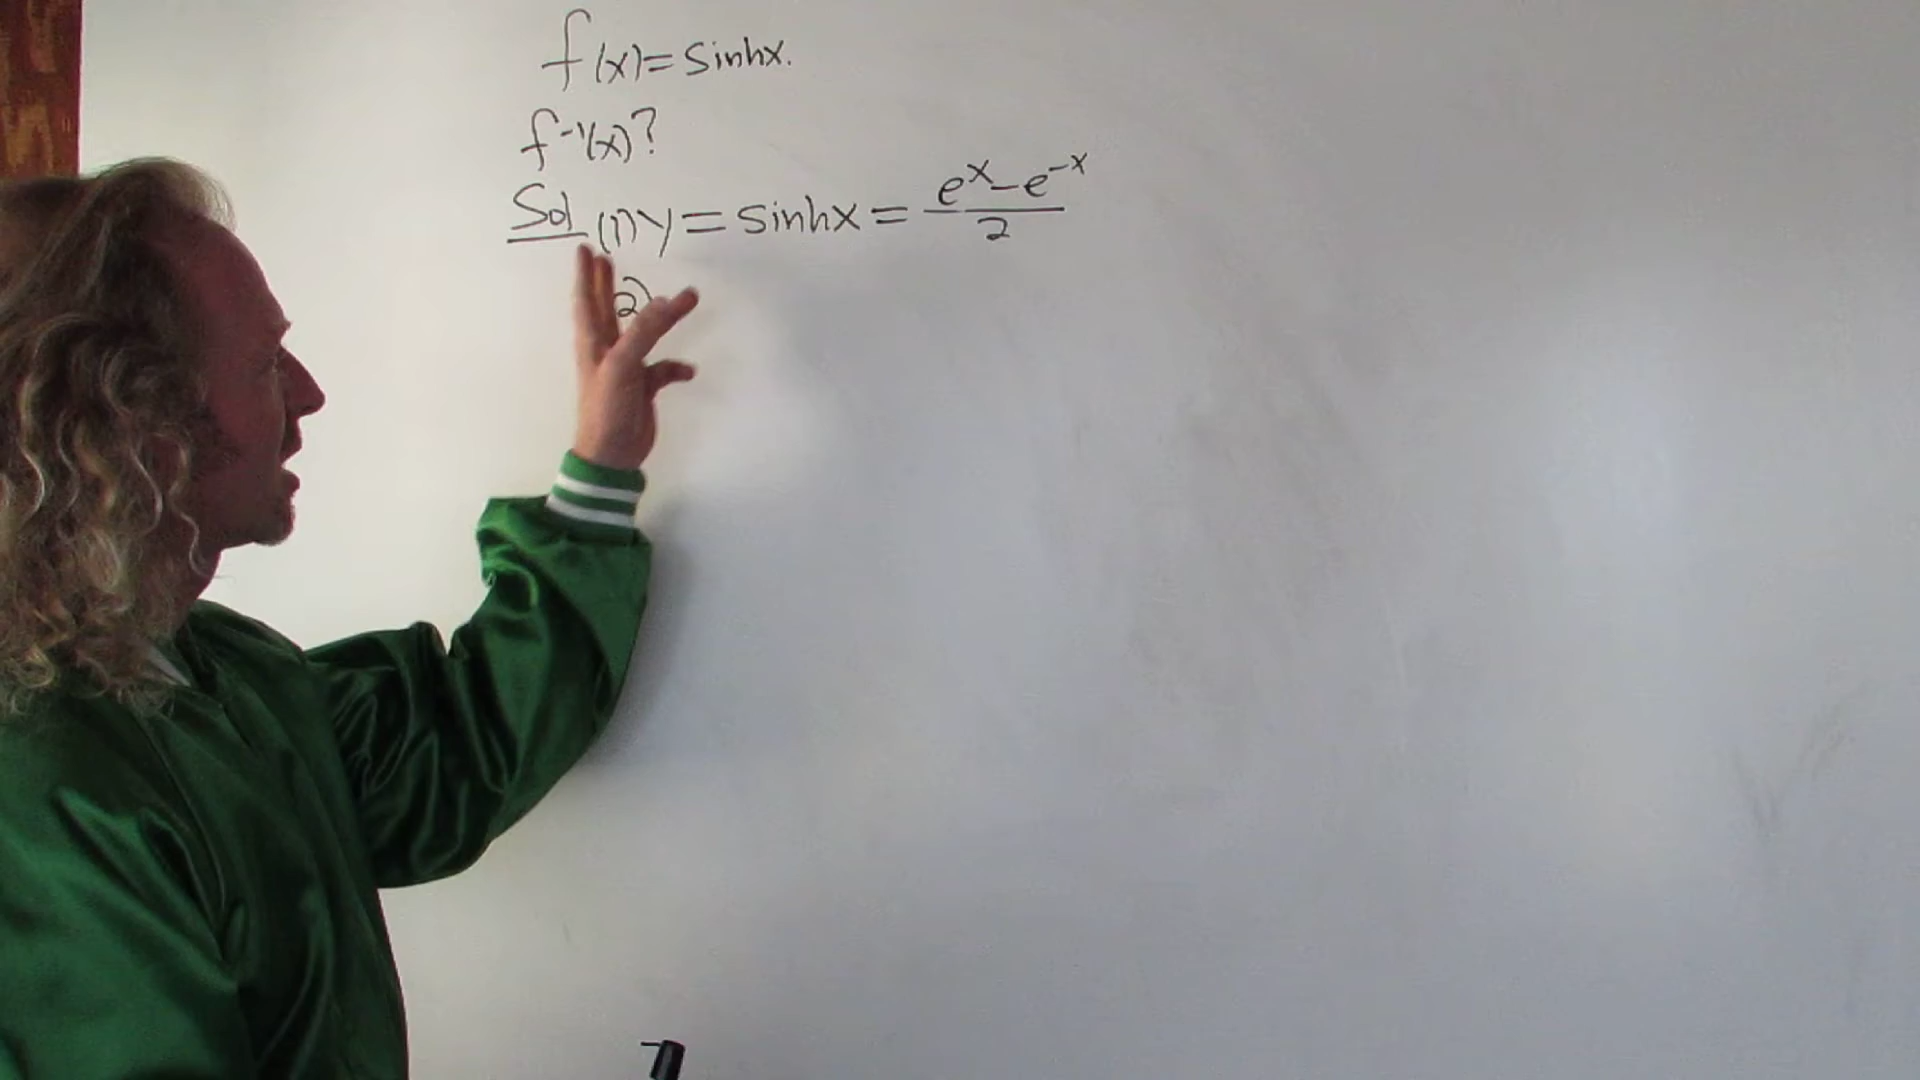 f(x)=sinhx.
f⁻¹(x)?
Sol (1) y = sinhx = (eˣ - e⁻ˣ)/2
2)